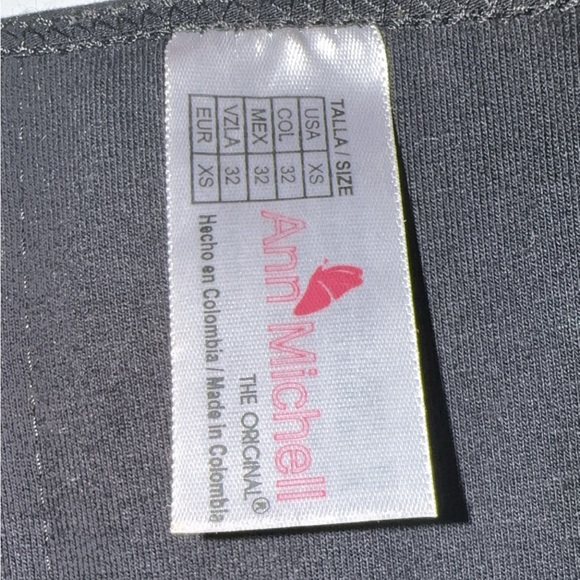 TALLA / SIZE
USA XS
COL 32
MEX 32
VZLA 32
EUR XS
Ann Michell
THE ORIGINAL®
Hecho en Colombia / Made In Colombia